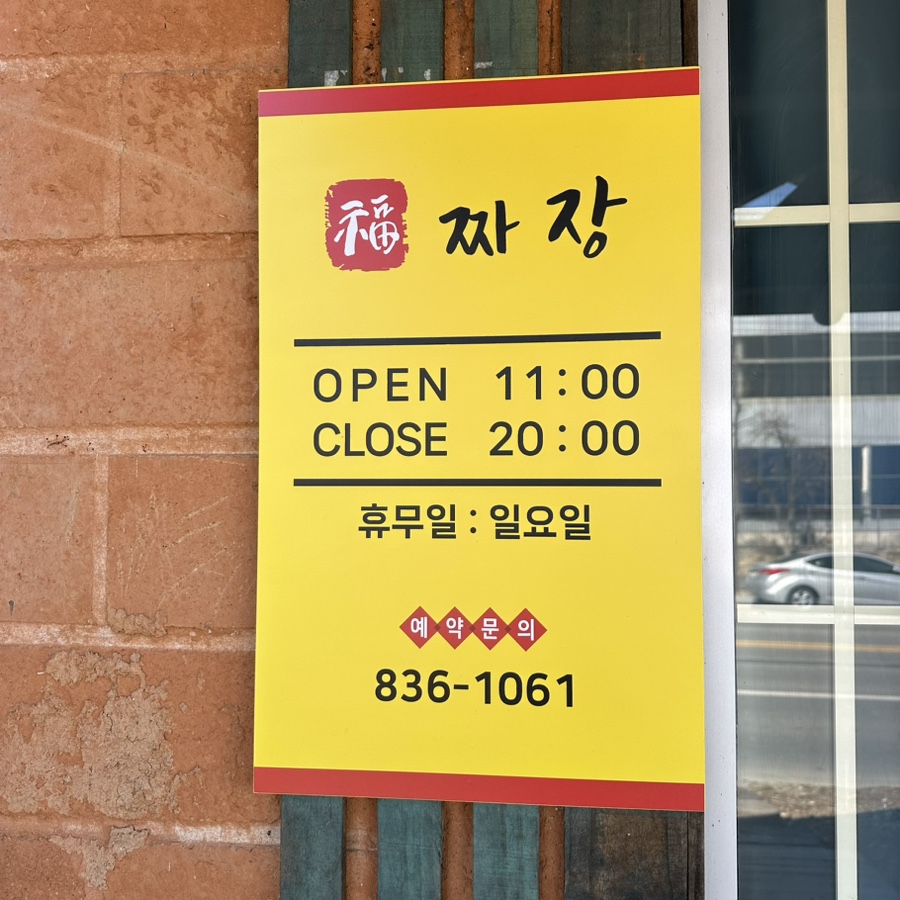 福 짜장
OPEN 11:00
CLOSE 20:00
휴무일 : 일요일
예약문의
836-1061